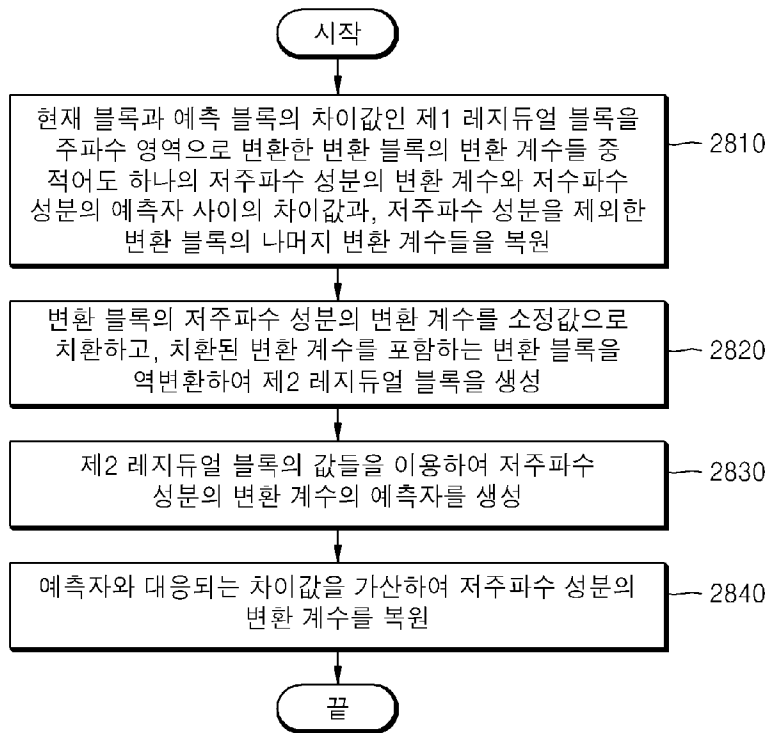 시작
현재 블록과 예측 블록의 차이값인 제1 레지듀얼 블록을
주파수 영역으로 변환한 변환 블록의 변환 계수들 중
적어도 하나의 저주파수 성분의 변환 계수와 저수파수
성분의 예측자 사이의 차이값과, 저주파수 성분을 제외한
변환 블록의 나머지 변환 계수들을 복원
2810
변환 블록의 저주파수 성분의 변환 계수를 소정값으로
치환하고, 치환된 변환 계수를 포함하는 변환 블록을
역변환하여 제2 레지듀얼 블록을 생성
2820
제2 레지듀얼 블록의 값들을 이용하여 저주파수
성분의 변환 계수의 예측자를 생성
2830
예측자와 대응되는 차이값을 가산하여 저주파수 성분의
변환 계수를 복원
2840
끝